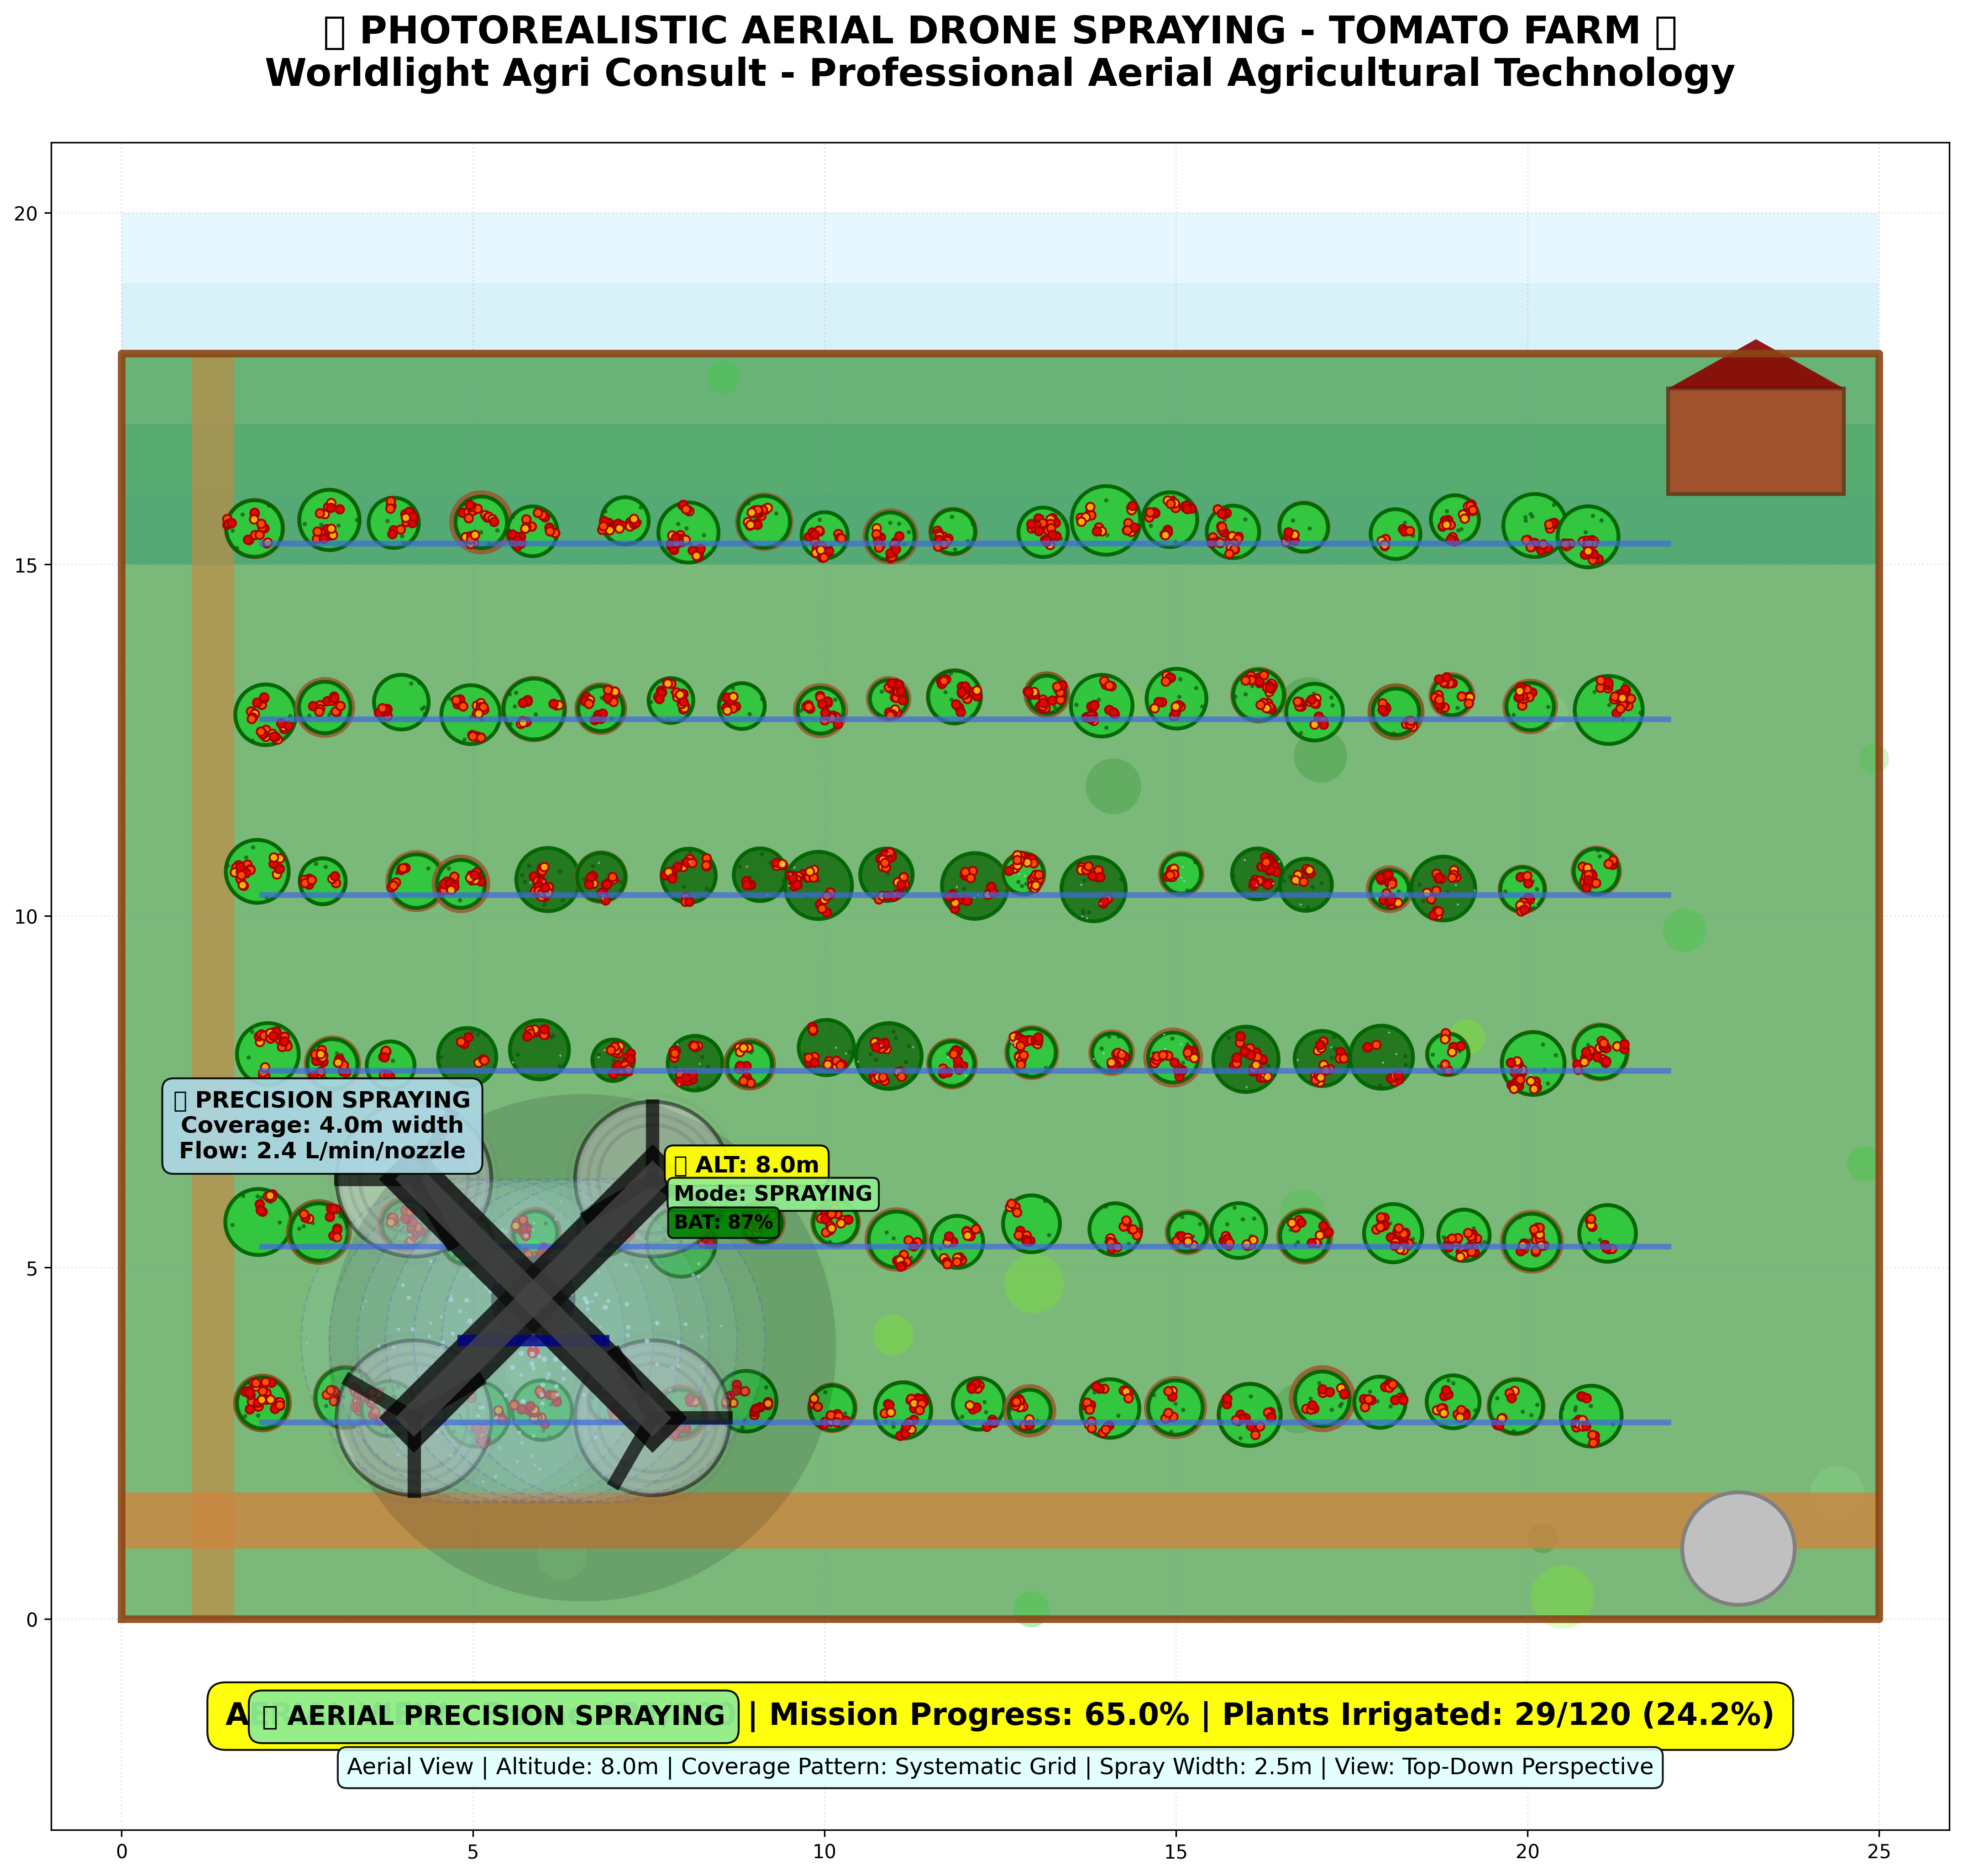 PHOTOREALISTIC AERIAL DRONE SPRAYING - TOMATO FARM
Worldlight Agri Consult - Professional Aerial Agricultural Technology
20
15
10
5
0
PRECISION SPRAYING
Coverage: 4.0m width
Flow: 2.4 L/min/nozzle
ALT: 8.0m
Mode: SPRAYING
BAT: 87%
AERIAL PRECISION SPRAYING | Mission Progress: 65.0% | Plants Irrigated: 29/120 (24.2%)
Aerial View | Altitude: 8.0m | Coverage Pattern: Systematic Grid | Spray Width: 2.5m | View: Top-Down Perspective
0 5 10 15 20 25